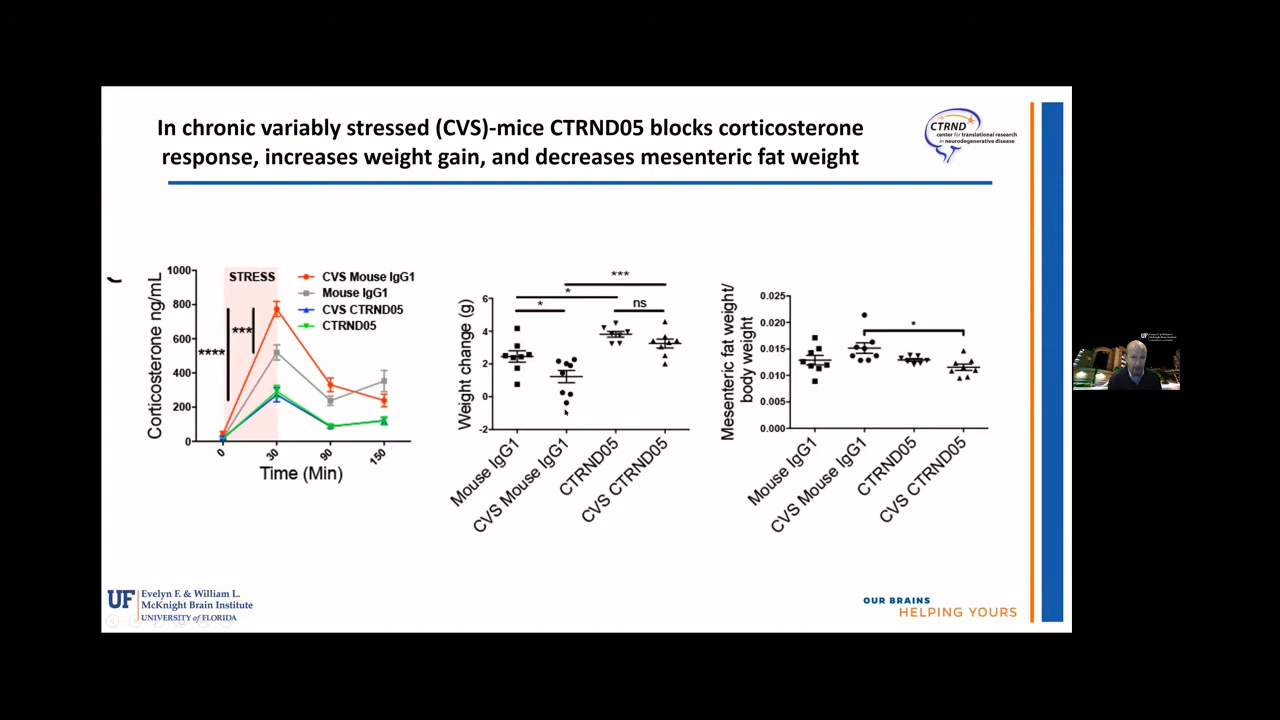 In chronic variably stressed (CVS)-mice CTRND05 blocks corticosterone
response, increases weight gain, and decreases mesenteric fat weight
CTRND
center for translational research
in neurodegenerative disease
Corticosterone ng/mL
1000
800
600
400
200
0
STRESS
****
***
CVS Mouse IgG1
Mouse IgG1
CVS CTRND05
CTRND05
0
30
90
150
Time (Min)
Weight change (g)
6
4
2
0
-2
***
*
*
ns
Mouse IgG1
CVS Mouse IgG1
CTRND05
CVS CTRND05
Mesenteric fat weight/
body weight
0.025
0.020
0.015
0.010
0.005
0.000
*
Mouse IgG1
CVS Mouse IgG1
CTRND05
CVS CTRND05
UF
Evelyn F. & William L.
McKnight Brain Institute
UNIVERSITY of FLORIDA
OUR BRAINS
HELPING YOURS